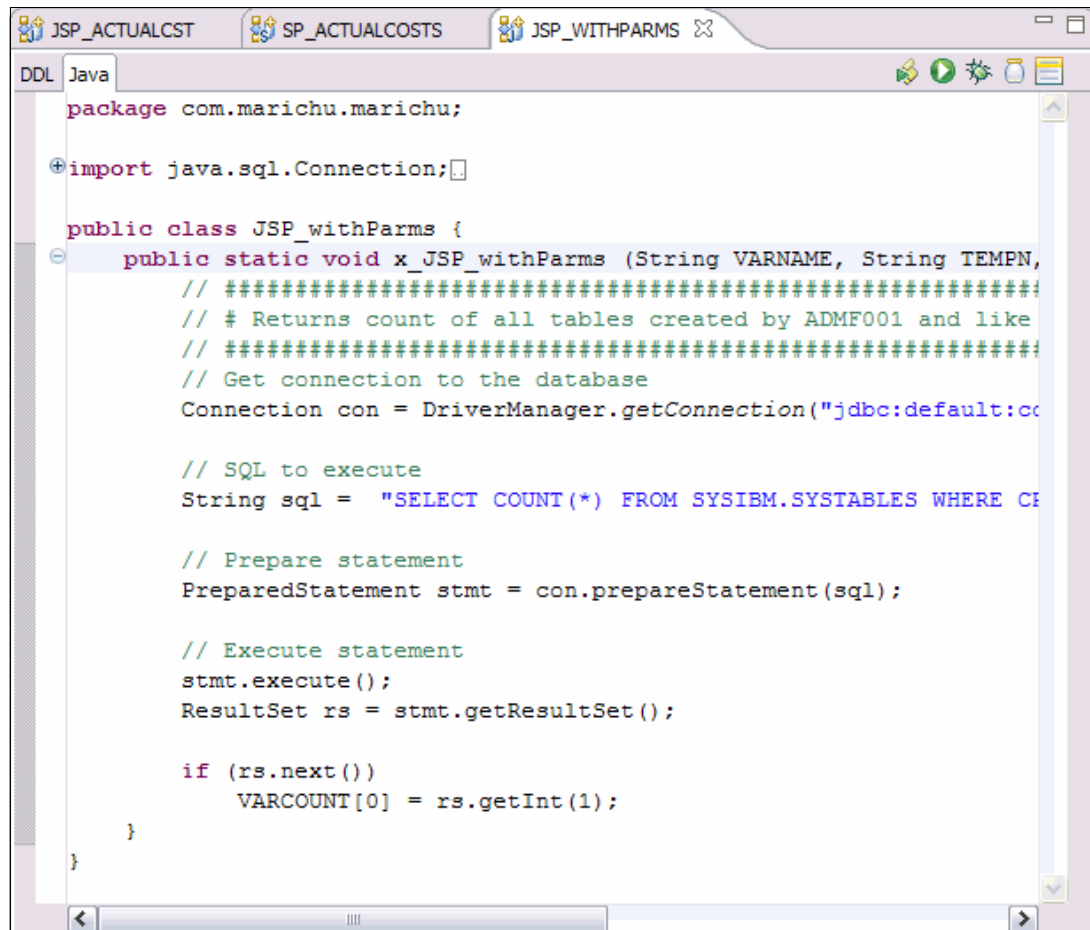 JSP_ACTUALCST SP_ACTUALCOSTS JSP_WITHPARMS
DDL Java
package com.marichu.marichu;
import java.sql.Connection;
public class JSP_withParms {
public static void x_JSP_withParms (String VARNAME, String TEMPN,
// ##########################################################
// # Returns count of all tables created by ADMF001 and like
// ##########################################################
// Get connection to the database
Connection con = DriverManager.getConnection("jdbc:default:co
// SQL to execute
String sql = "SELECT COUNT(*) FROM SYSIBM.SYSTABLES WHERE CR
// Prepare statement
PreparedStatement stmt = con.prepareStatement(sql);
// Execute statement
stmt.execute();
ResultSet rs = stmt.getResultSet();
if (rs.next())
VARCOUNT[0] = rs.getInt(1);
}
}